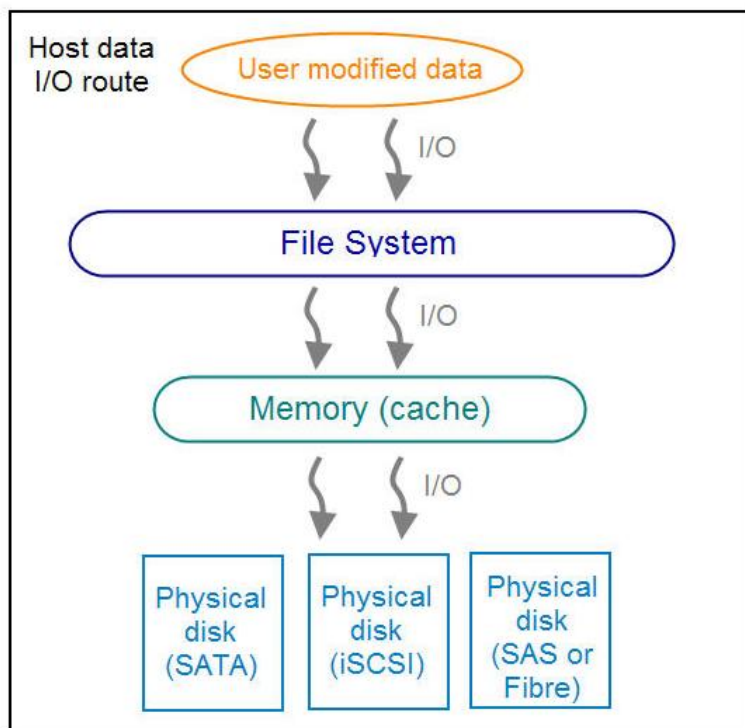 Host data
I/O route
User modified data
I/O
File System
I/O
Memory (cache)
I/O
Physical
disk
(SATA)
Physical
disk
(iSCSI)
Physical
disk
(SAS or
Fibre)